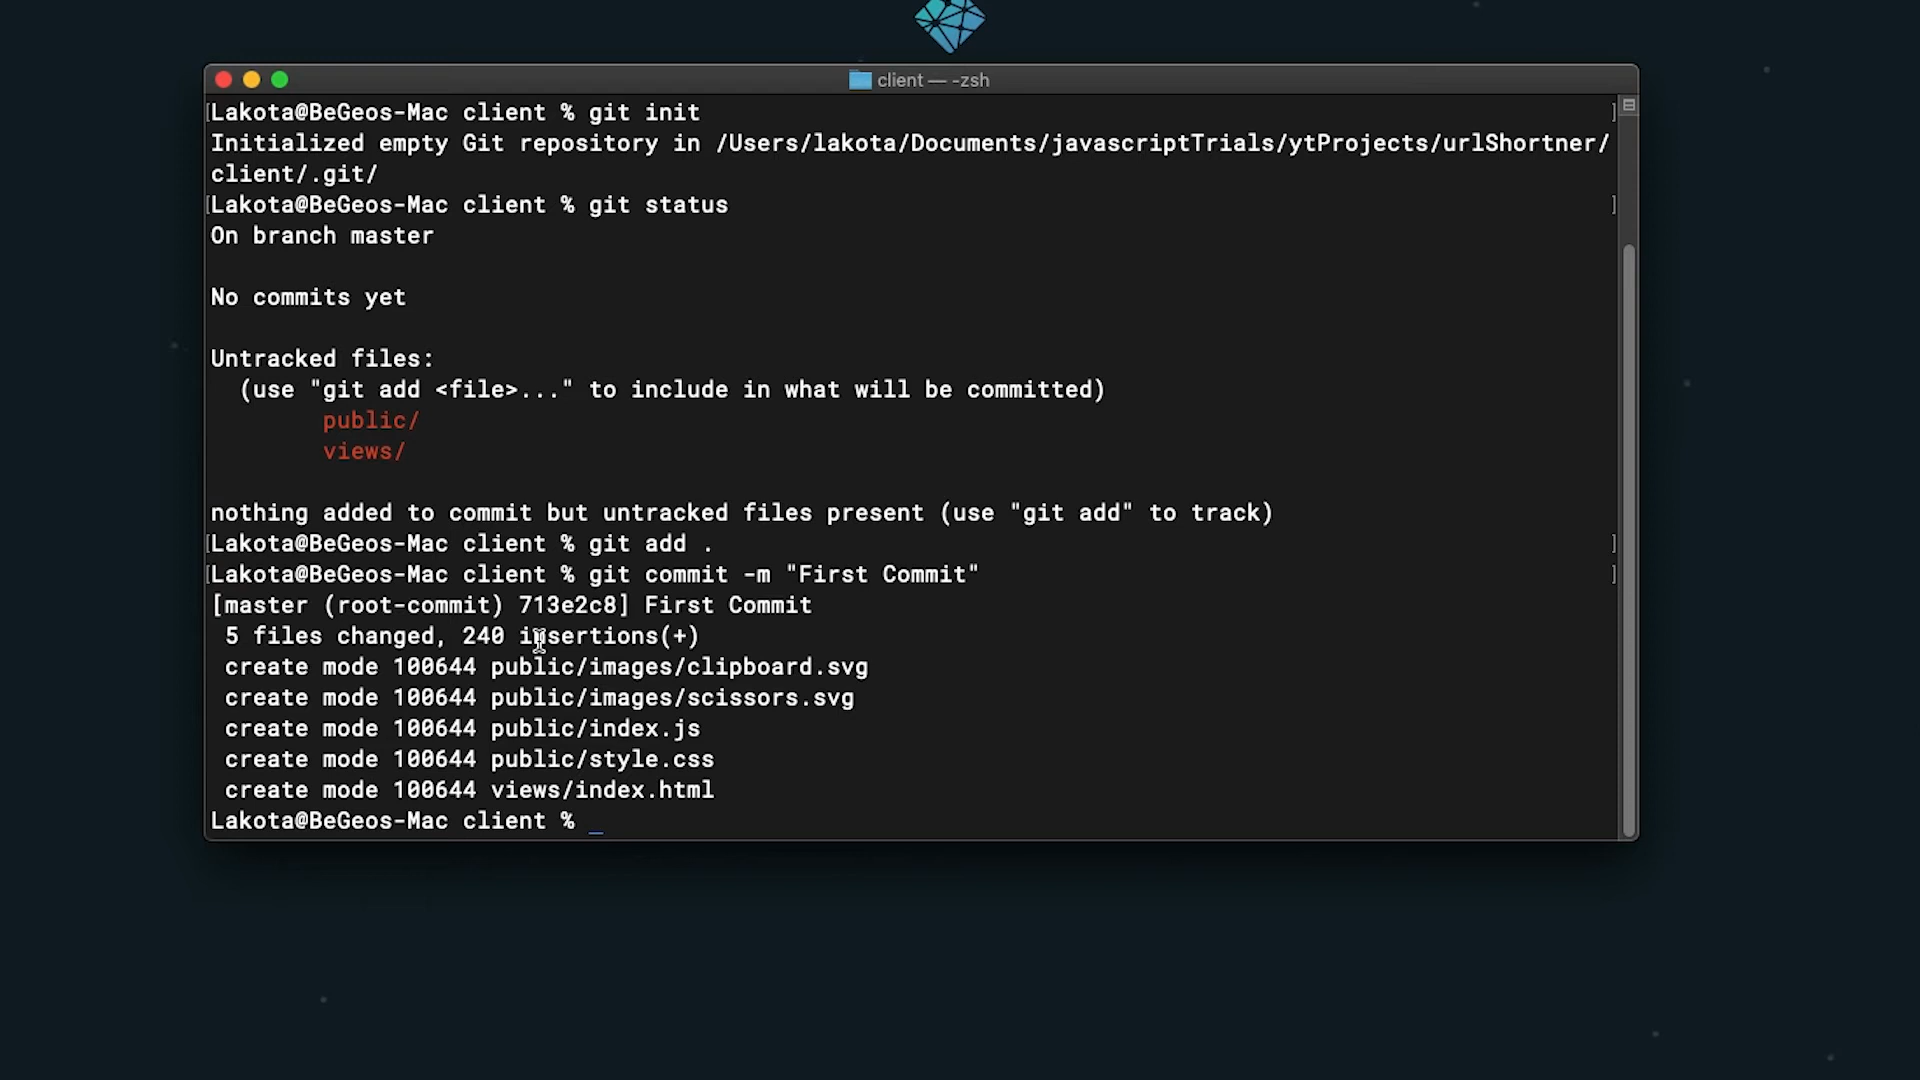 client — -zsh
Lakota@BeGeos-Mac client % git init
Initialized empty Git repository in /Users/lakota/Documents/javascriptTrials/ytProjects/urlShortner/
client/.git/
Lakota@BeGeos-Mac client % git status
On branch master
No commits yet
Untracked files:
(use "git add <file>..." to include in what will be committed)
public/
views/
nothing added to commit but untracked files present (use "git add" to track)
Lakota@BeGeos-Mac client % git add .
Lakota@BeGeos-Mac client % git commit -m "First Commit"
[master (root-commit) 713e2c8] First Commit
5 files changed, 240 insertions(+)
create mode 100644 public/images/clipboard.svg
create mode 100644 public/images/scissors.svg
create mode 100644 public/index.js
create mode 100644 public/style.css
create mode 100644 views/index.html
Lakota@BeGeos-Mac client % _